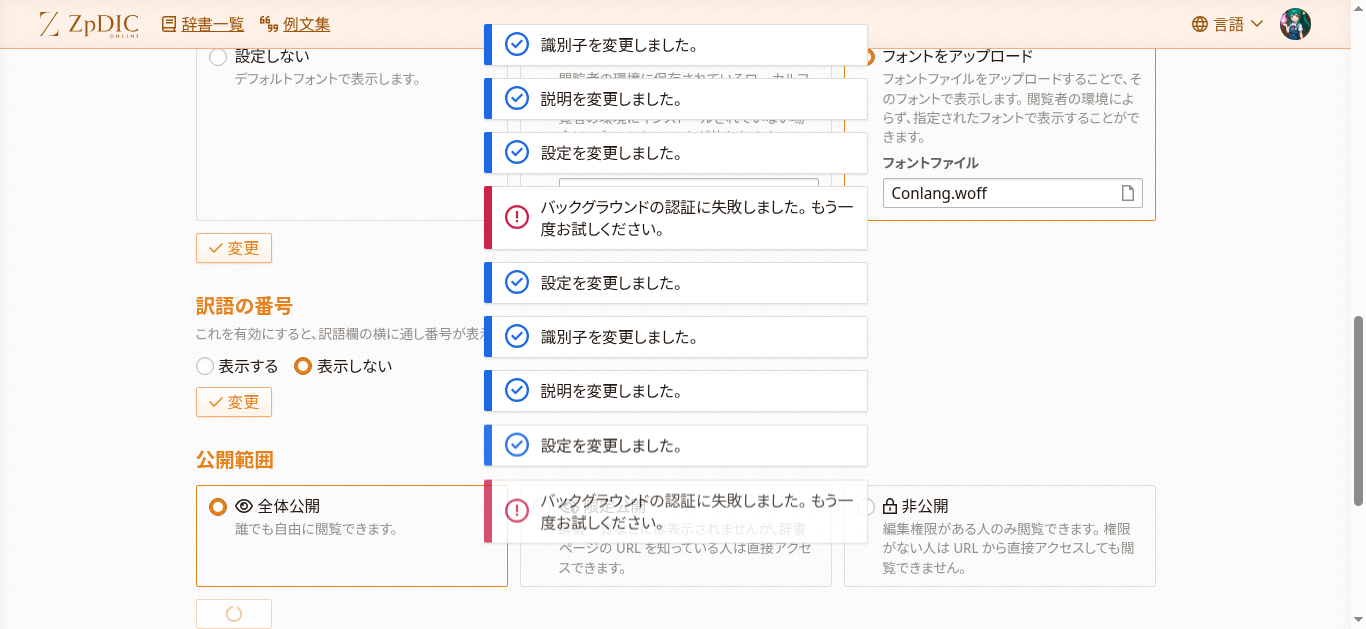 ZpDIC
ONLINE
辞書一覧
例文集
言語
設定しない
デフォルトフォントで表示します。
フォントをアップロード
フォントファイルをアップロードすることで、そ
のフォントで表示します。閲覧者の環境によ
らず、指定されたフォントで表示することがで
きます。
フォントファイル
Conlang.woff
変更
識別子を変更しました。
説明を変更しました。
設定を変更しました。
バックグラウンドの認証に失敗しました。もう一
度お試しください。
設定を変更しました。
識別子を変更しました。
説明を変更しました。
設定を変更しました。
バックグラウンドの認証に失敗しました。もう一
度お試しください。
訳語の番号
これを有効にすると、訳語欄の横に通し番号が表
表示する
表示しない
変更
公開範囲
全体公開
誰でも自由に閲覧できます。
限定公開
表示されませんが、辞書
ページの URL を知っている人は直接アクセ
スできます。
非公開
編集権限がある人のみ閲覧できます。権限
がない人は URL から直接アクセスしても閲
覧できません。